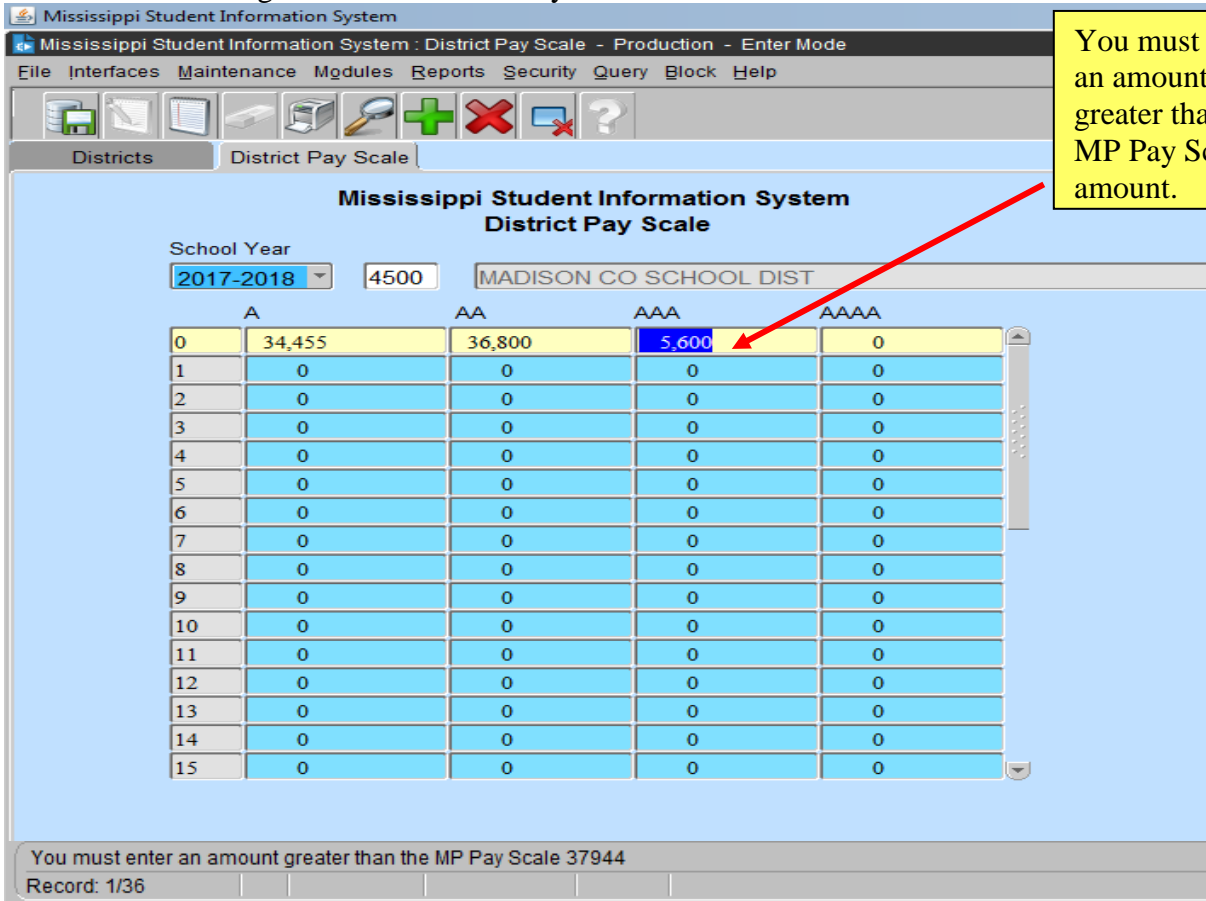 Mississippi Student Information System
Mississippi Student Information System : District Pay Scale - Production - Enter Mode
File Interfaces Maintenance Modules Reports Security Query Block Help
Districts District Pay Scale
You must
an amount
greater tha
MP Pay Sc
amount.
Mississippi Student Information System
District Pay Scale
School Year
2017-2018 4500 MADISON CO SCHOOL DIST
A AA AAA AAAA
0 34,455 36,800 5,600 0
1 0 0 0 0
2 0 0 0 0
3 0 0 0 0
4 0 0 0 0
5 0 0 0 0
6 0 0 0 0
7 0 0 0 0
8 0 0 0 0
9 0 0 0 0
10 0 0 0 0
11 0 0 0 0
12 0 0 0 0
13 0 0 0 0
14 0 0 0 0
15 0 0 0 0
You must enter an amount greater than the MP Pay Scale 37944
Record: 1/36